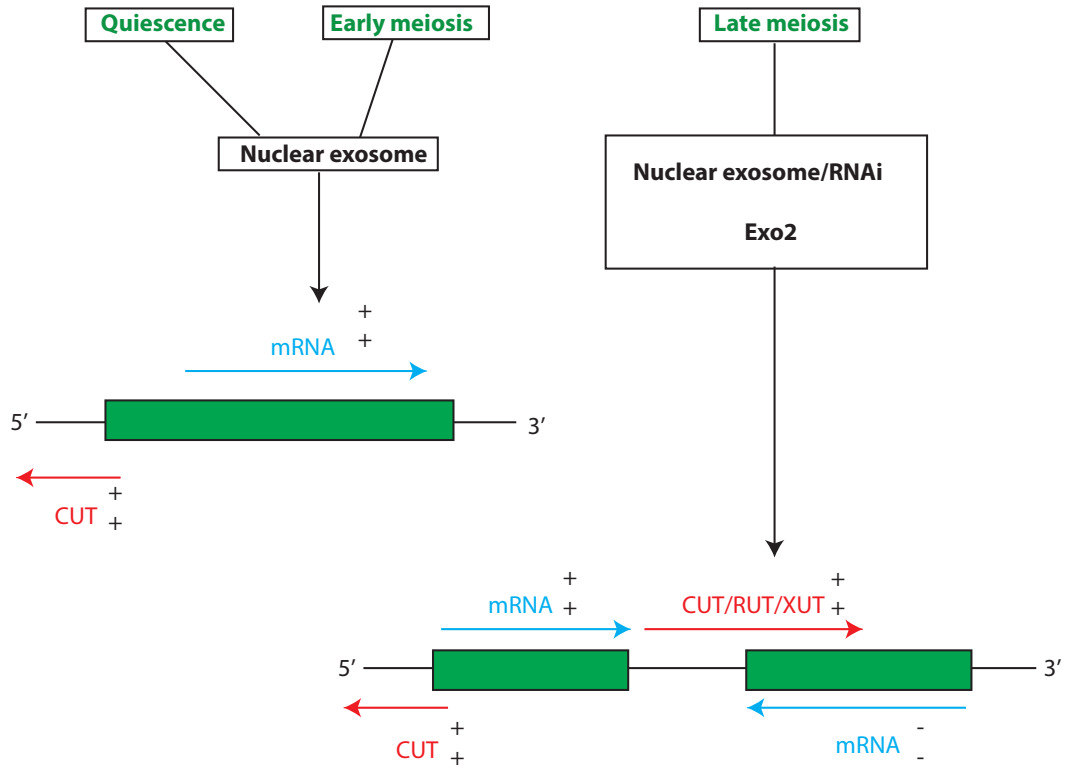 Quiescence
Early meiosis
Late meiosis
Nuclear exosome
Nuclear exosome/RNAi
Exo2
+
mRNA +
5′ 3′
CUT +
+
+ +
mRNA + CUT/RUT/XUT +
5′ 3′
+ -
CUT + mRNA -